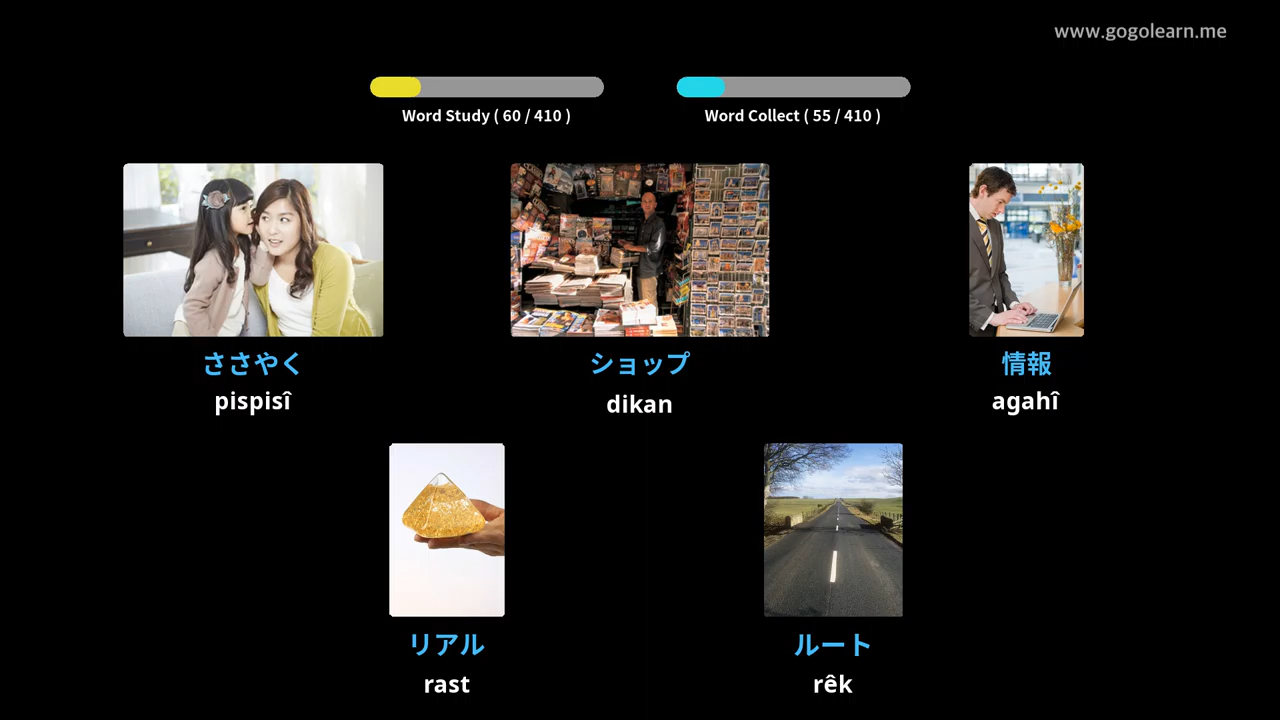 www.gogolearn.me
Word Study ( 60 / 410 )
Word Collect ( 55 / 410 )
ささやく
pispisî
ショップ
dikan
情報
agahî
リアル
rast
ルート
rêk